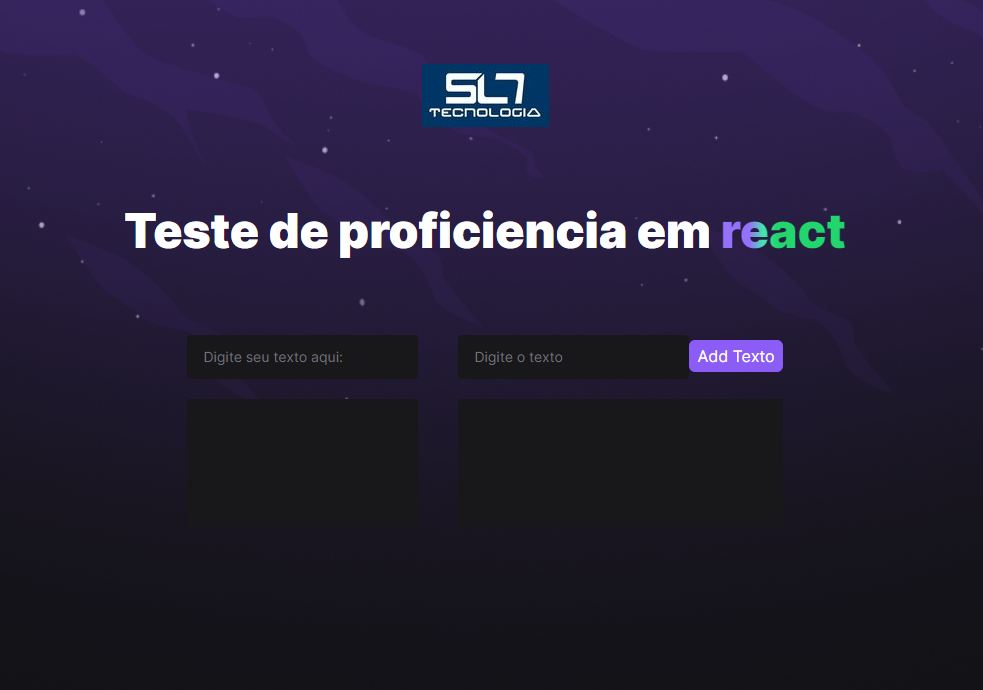 SL7
TECNOLOGIA
Teste de proficiencia em react
Digite seu texto aqui:
Digite o texto
Add Texto